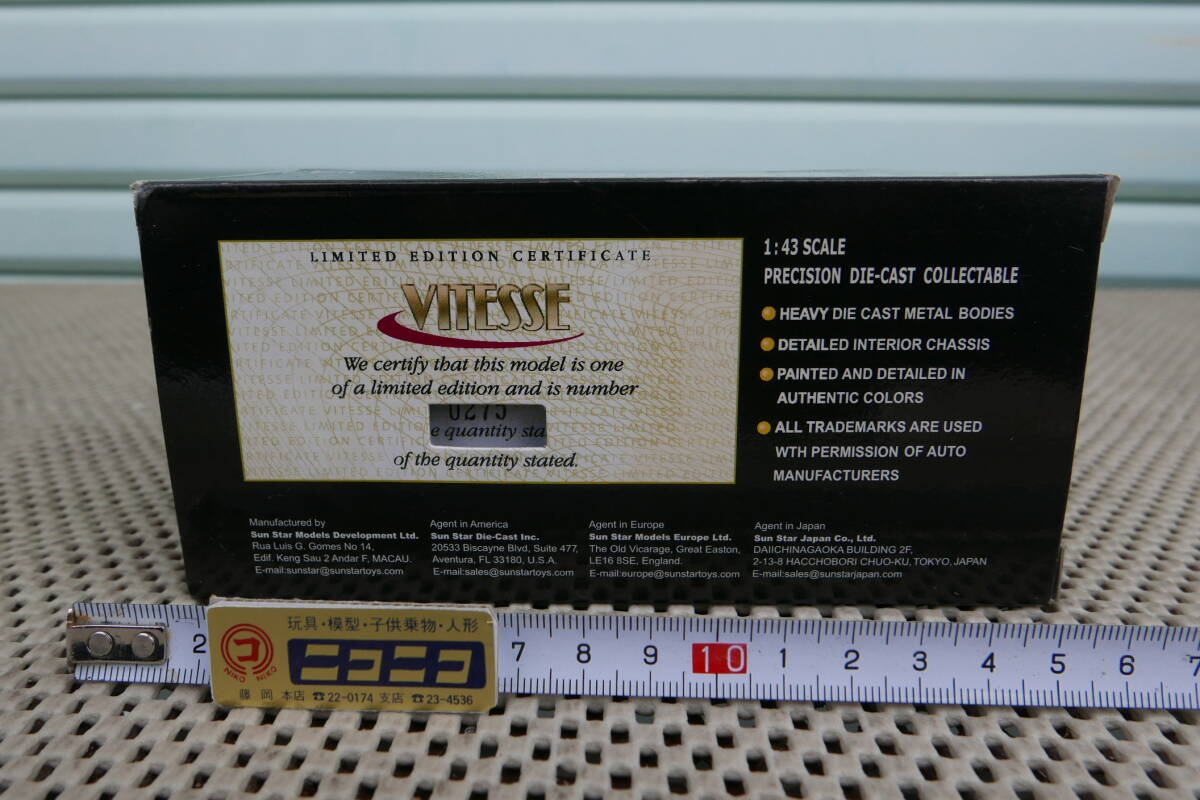 LIMITED EDITION CERTIFICATE
VITESSE
We certify that this model is one
of a limited edition and is number
e quantity sta
of the quantity stated.
1:43 SCALE
PRECISION DIE-CAST COLLECTABLE
HEAVY DIE CAST METAL BODIES
DETAILED INTERIOR CHASSIS
PAINTED AND DETAILED IN
AUTHENTIC COLORS
ALL TRADEMARKS ARE USED
WTH PERMISSION OF AUTO
MANUFACTURERS
Manufactured by
Sun Star Models Development Ltd.
Rua Luis G. Gomes No 14,
Edif. Keng Sau 2 Andar F, MACAU.
E-mail:sunstar@sunstartoys.com
Agent in America
Sun Star Die-Cast Inc.
20533 Biscayne Blvd, Suite 477,
Aventura, FL 33180, U.S.A.
E-mail:sales@sunstartoys.com
Agent in Europe
Sun Star Models Europe Ltd.
The Old Vicarage, Great Easton,
LE16 8SE, England.
E-mail:europe@sunstartoys.com
Agent in Japan
Sun Star Japan Co., Ltd.
DAIICHINAGAOKA BUILDING 2F,
2-13-8 HACCHOBORI CHUO-KU, TOKYO, JAPAN
E-mail:sales@sunstarjapan.com
2 7 8 9 10 1 2 3 4 5 6 7
玩具・模型・子供乗物・人形
コ
NIKO NIKO
ニコニコ
藤岡 本店 ☎22-0174 支店 ☎23-4536